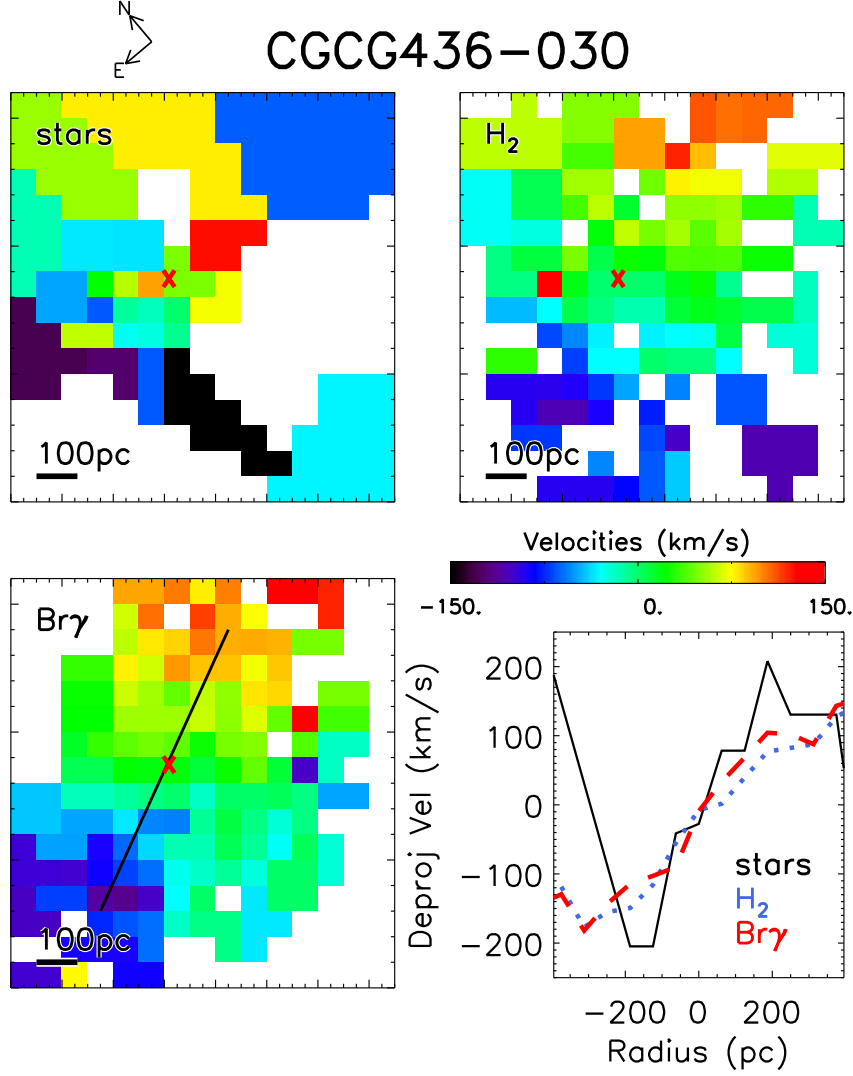 N
E
CGCG436-030
stars
H2
100pc
100pc
Velocities (km/s)
-150.
0.
150.
Brγ
100pc
Deproj Vel (km/s)
200
100
0
-100
-200
stars
H2
Brγ
-200 0 200
Radius (pc)